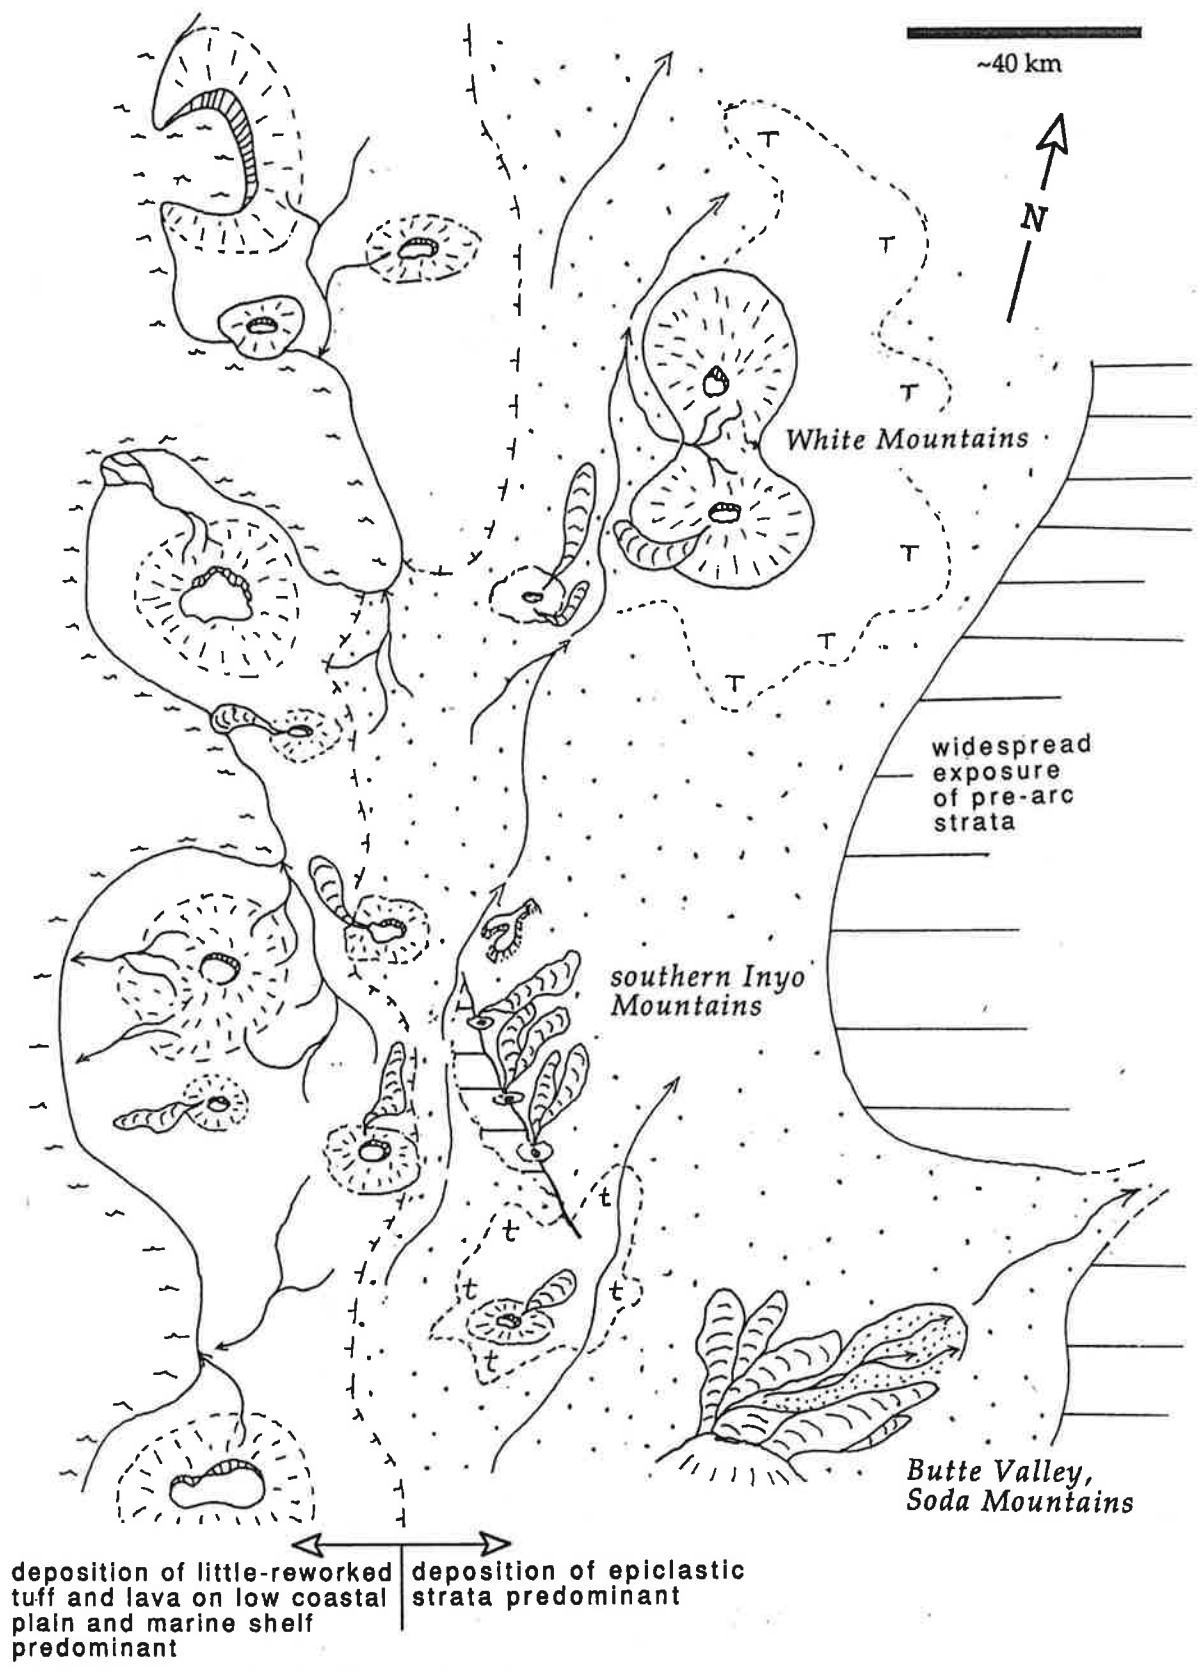 ~40 km
T
N
T
T
White Mountains
T
T
T
widespread
exposure
of pre-arc
strata
southern Inyo
Mountains
t
t
t
t
t
Butte Valley,
Soda Mountains
deposition of little-reworked
tuff and lava on low coastal
plain and marine shelf
predominant
deposition of epiclastic
strata predominant